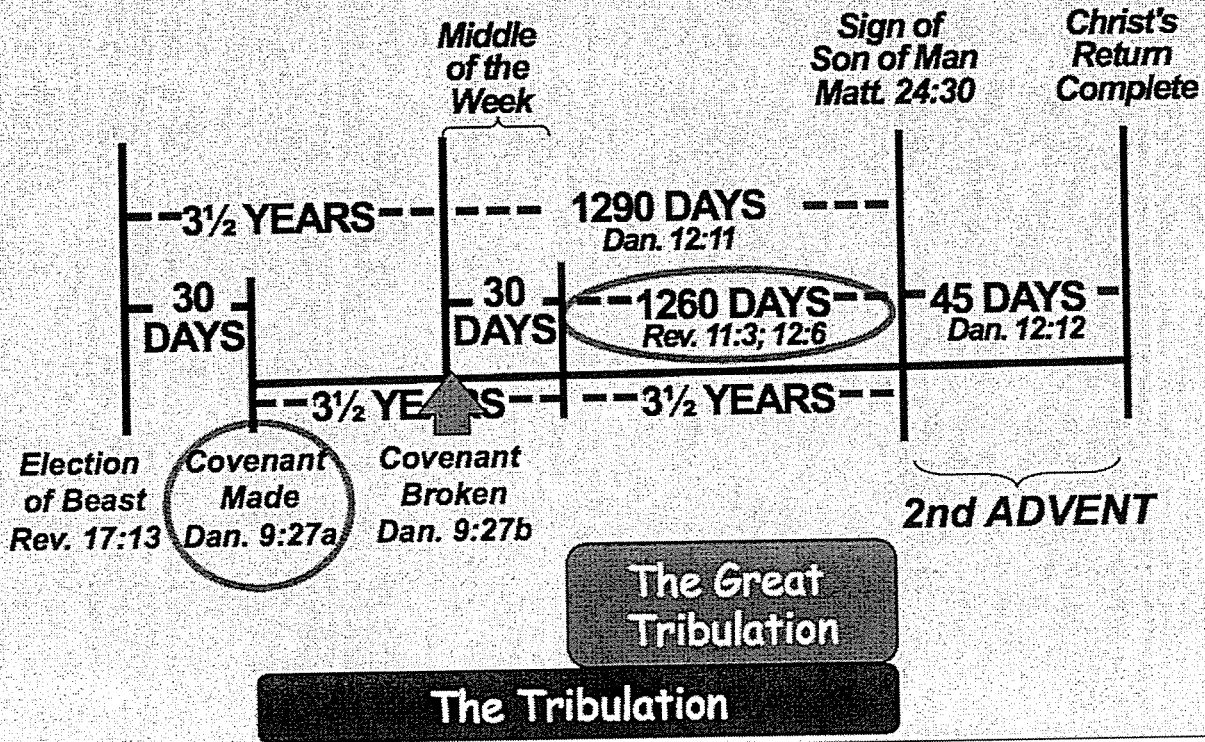 Middle
of the
Week
Sign of
Son of Man
Matt. 24:30
Christ's
Return
Complete
3½ YEARS
1290 DAYS
Dan. 12:11
30
DAYS
30
DAYS
1260 DAYS
Rev. 11:3; 12:6
45 DAYS
Dan. 12:12
3½ YEARS
3½ YEARS
Election
of Beast
Rev. 17:13
Covenant
Made
Dan. 9:27a
Covenant
Broken
Dan. 9:27b
2nd ADVENT
The Great
Tribulation
The Tribulation